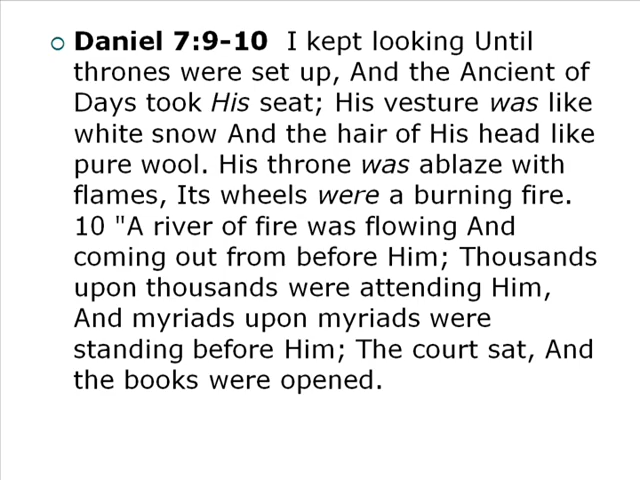 Daniel 7:9-10 I kept looking Until
thrones were set up, And the Ancient of
Days took His seat; His vesture was like
white snow And the hair of His head like
pure wool. His throne was ablaze with
flames, Its wheels were a burning fire.
10 "A river of fire was flowing And
coming out from before Him; Thousands
upon thousands were attending Him,
And myriads upon myriads were
standing before Him; The court sat, And
the books were opened.